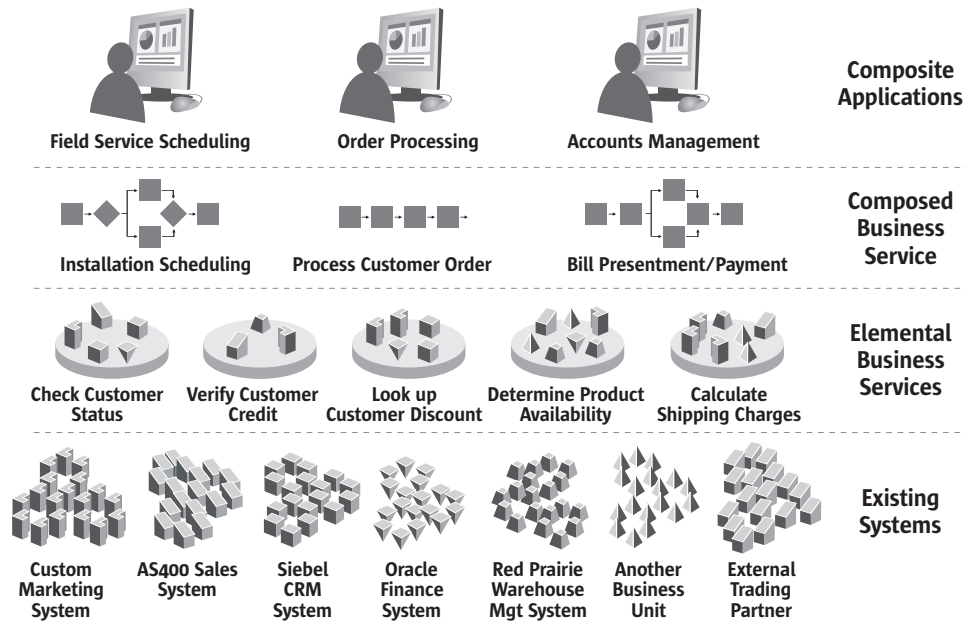 Composite
Applications
Field Service Scheduling
Order Processing
Accounts Management
Composed
Business
Service
Installation Scheduling
Process Customer Order
Bill Presentment/Payment
Elemental
Business
Services
Check Customer
Status
Verify Customer
Credit
Look up
Customer Discount
Determine Product
Availability
Calculate
Shipping Charges
Existing
Systems
Custom
Marketing
System
AS400 Sales
System
Siebel
CRM
System
Oracle
Finance
System
Red Prairie
Warehouse
Mgt System
Another
Business
Unit
External
Trading
Partner